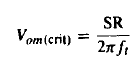 V_om(crit) = SR / 2πf_t